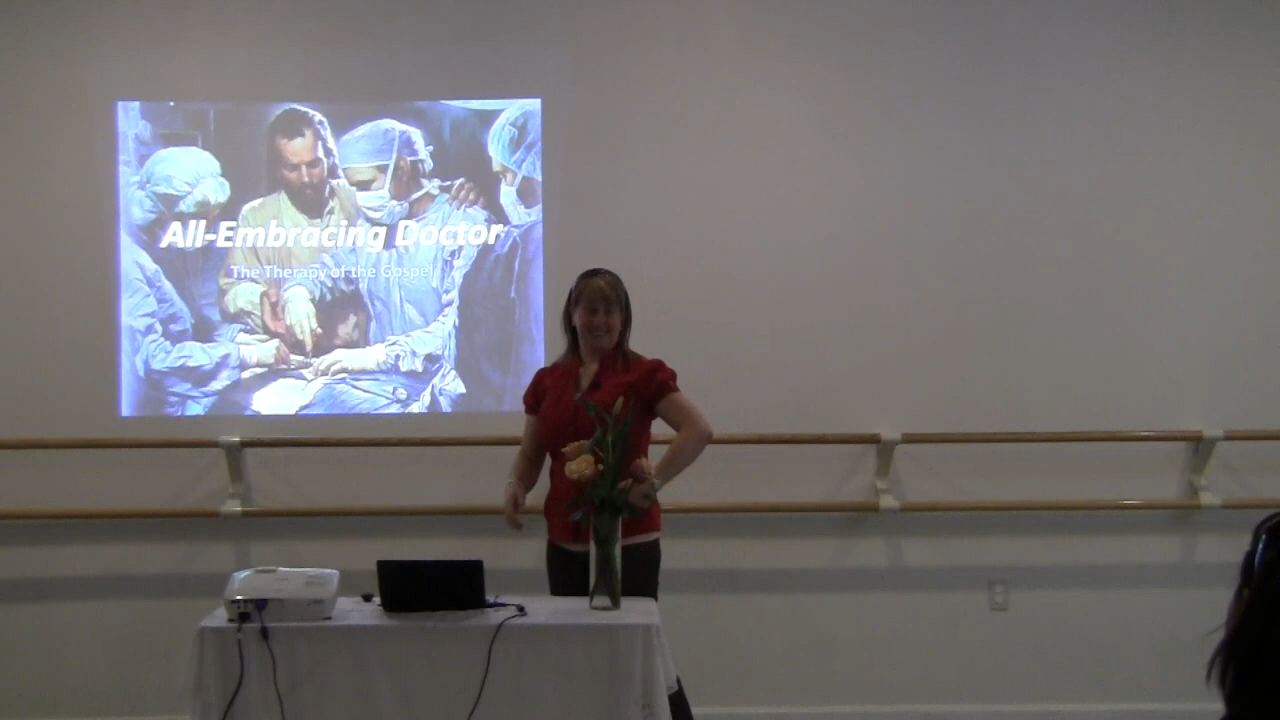 All-Embracing Doctor
The Therapy of the Gospel